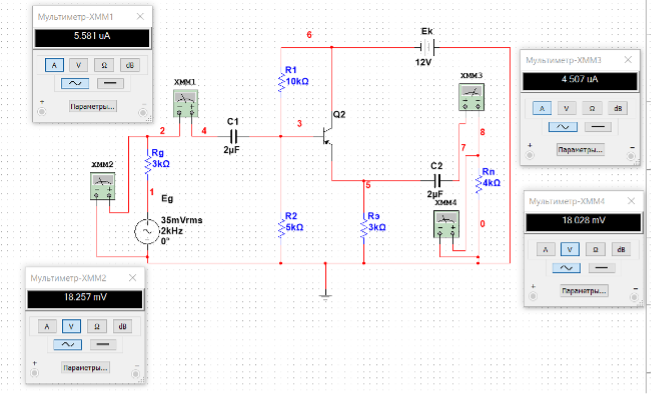 Мультиметр-XMM1
5.581 uA
A V Ω dB
Параметры...
+
-
6
Ek
12V
R1
10kΩ
Мультиметр-XMM3
4.507 uA
A V Ω dB
Параметры...
+
-
XMM1
XMM3
C1
2µF
2
4
3
Q2
Rg
3kΩ
XMM2
1
Eg
35mVrms
2kHz
0°
8
7
C2
2µF
5
Rп
4kΩ
XMM4
R2
5kΩ
Rэ
3kΩ
0
Мультиметр-XMM4
18.028 mV
A V Ω dB
Параметры...
+
-
Мультиметр-XMM2
18.257 mV
A V Ω dB
Параметры...
+
-